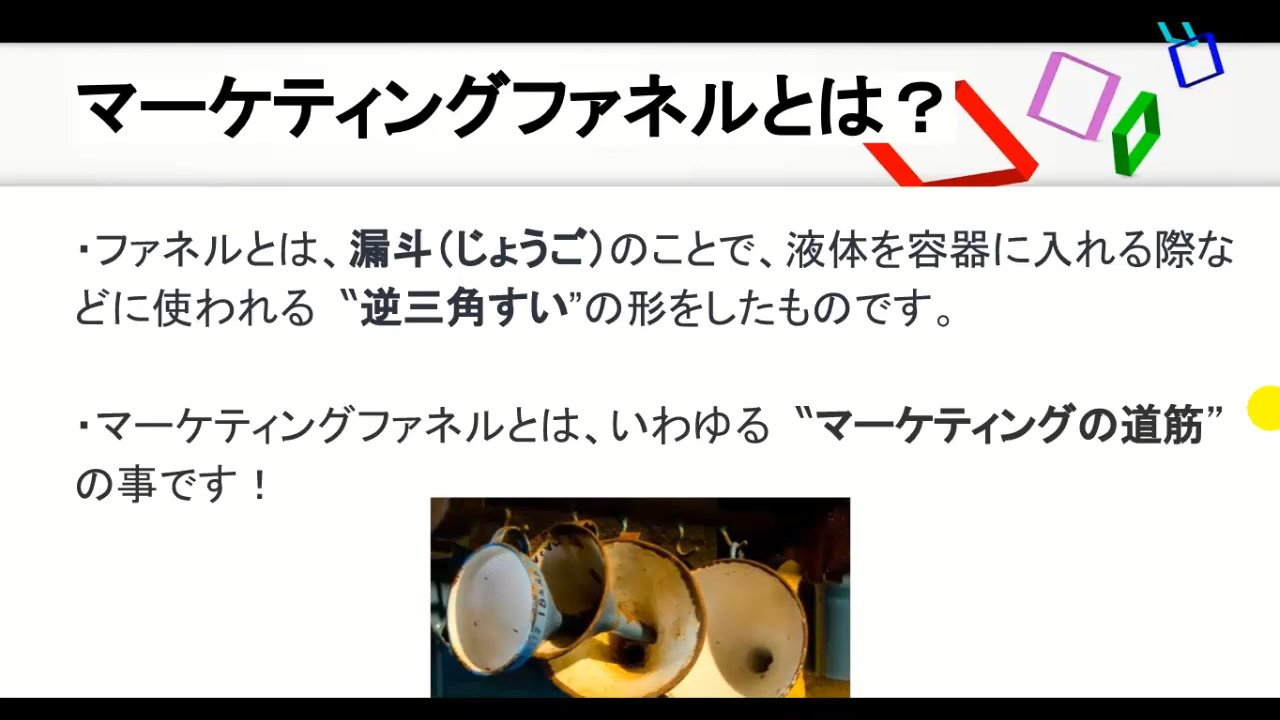 マーケティングファネルとは？
・ファネルとは、漏斗（じょうご）のことで、液体を容器に入れる際な
どに使われる〝逆三角すい”の形をしたものです。
・マーケティングファネルとは、いわゆる〝マーケティングの道筋”
の事です！